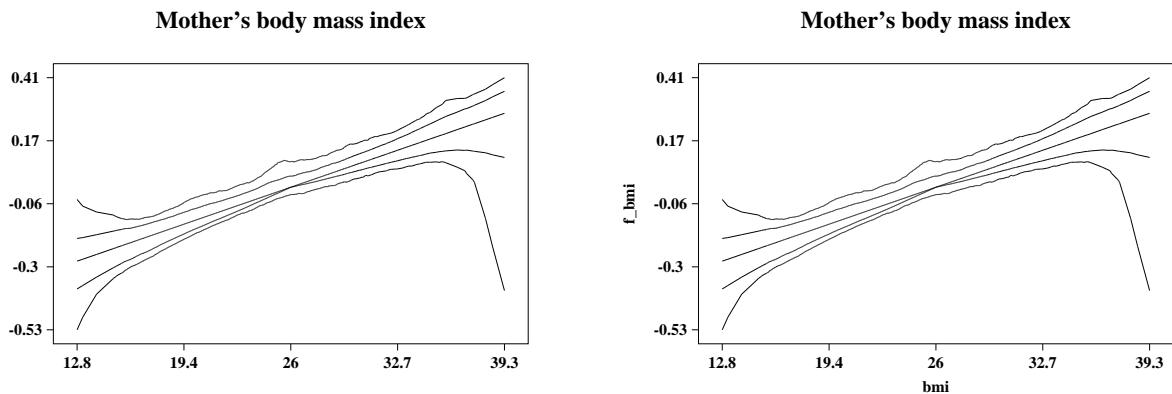 Mother's body mass index
0.41
0.17
-0.06
-0.3
-0.53
12.8 19.4 26 32.7 39.3
Mother's body mass index
f_bmi
0.41
0.17
-0.06
-0.3
-0.53
12.8 19.4 26 32.7 39.3
bmi